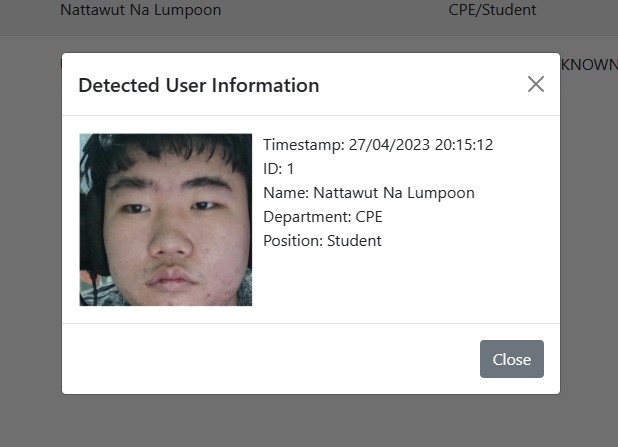 Nattawut Na Lumpoon CPE/Student
KNOWN
Detected User Information
Timestamp: 27/04/2023 20:15:12
ID: 1
Name: Nattawut Na Lumpoon
Department: CPE
Position: Student
Close